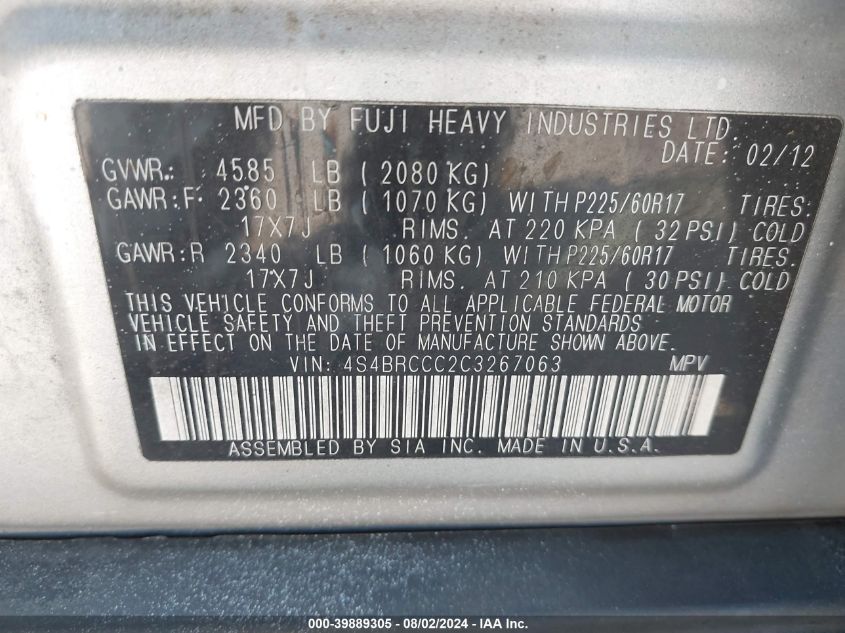 MFD BY FUJI HEAVY INDUSTRIES LTD.
DATE: 02/12
GVWR.: 4585 LB ( 2080 KG)
GAWR:F 2360 LB ( 1070 KG) WITH P225/60R17 TIRES.
17X7J RIMS. AT 220 KPA ( 32 PSI) COLD
GAWR:R 2340 LB ( 1060 KG) WITH P225/60R17 TIRES.
17X7J RIMS. AT 210 KPA ( 30 PSI) COLD
THIS VEHICLE CONFORMS TO ALL APPLICABLE FEDERAL MOTOR
VEHICLE SAFETY AND THEFT PREVENTION STANDARDS
IN EFFECT ON THE DATE OF MANUFACTURE SHOWN ABOVE.
VIN: 4S4BRCCC2C3267063 MPV
ASSEMBLED BY SIA INC. MADE IN U.S.A.
000-39889305 - 08/02/2024 - IAA Inc.